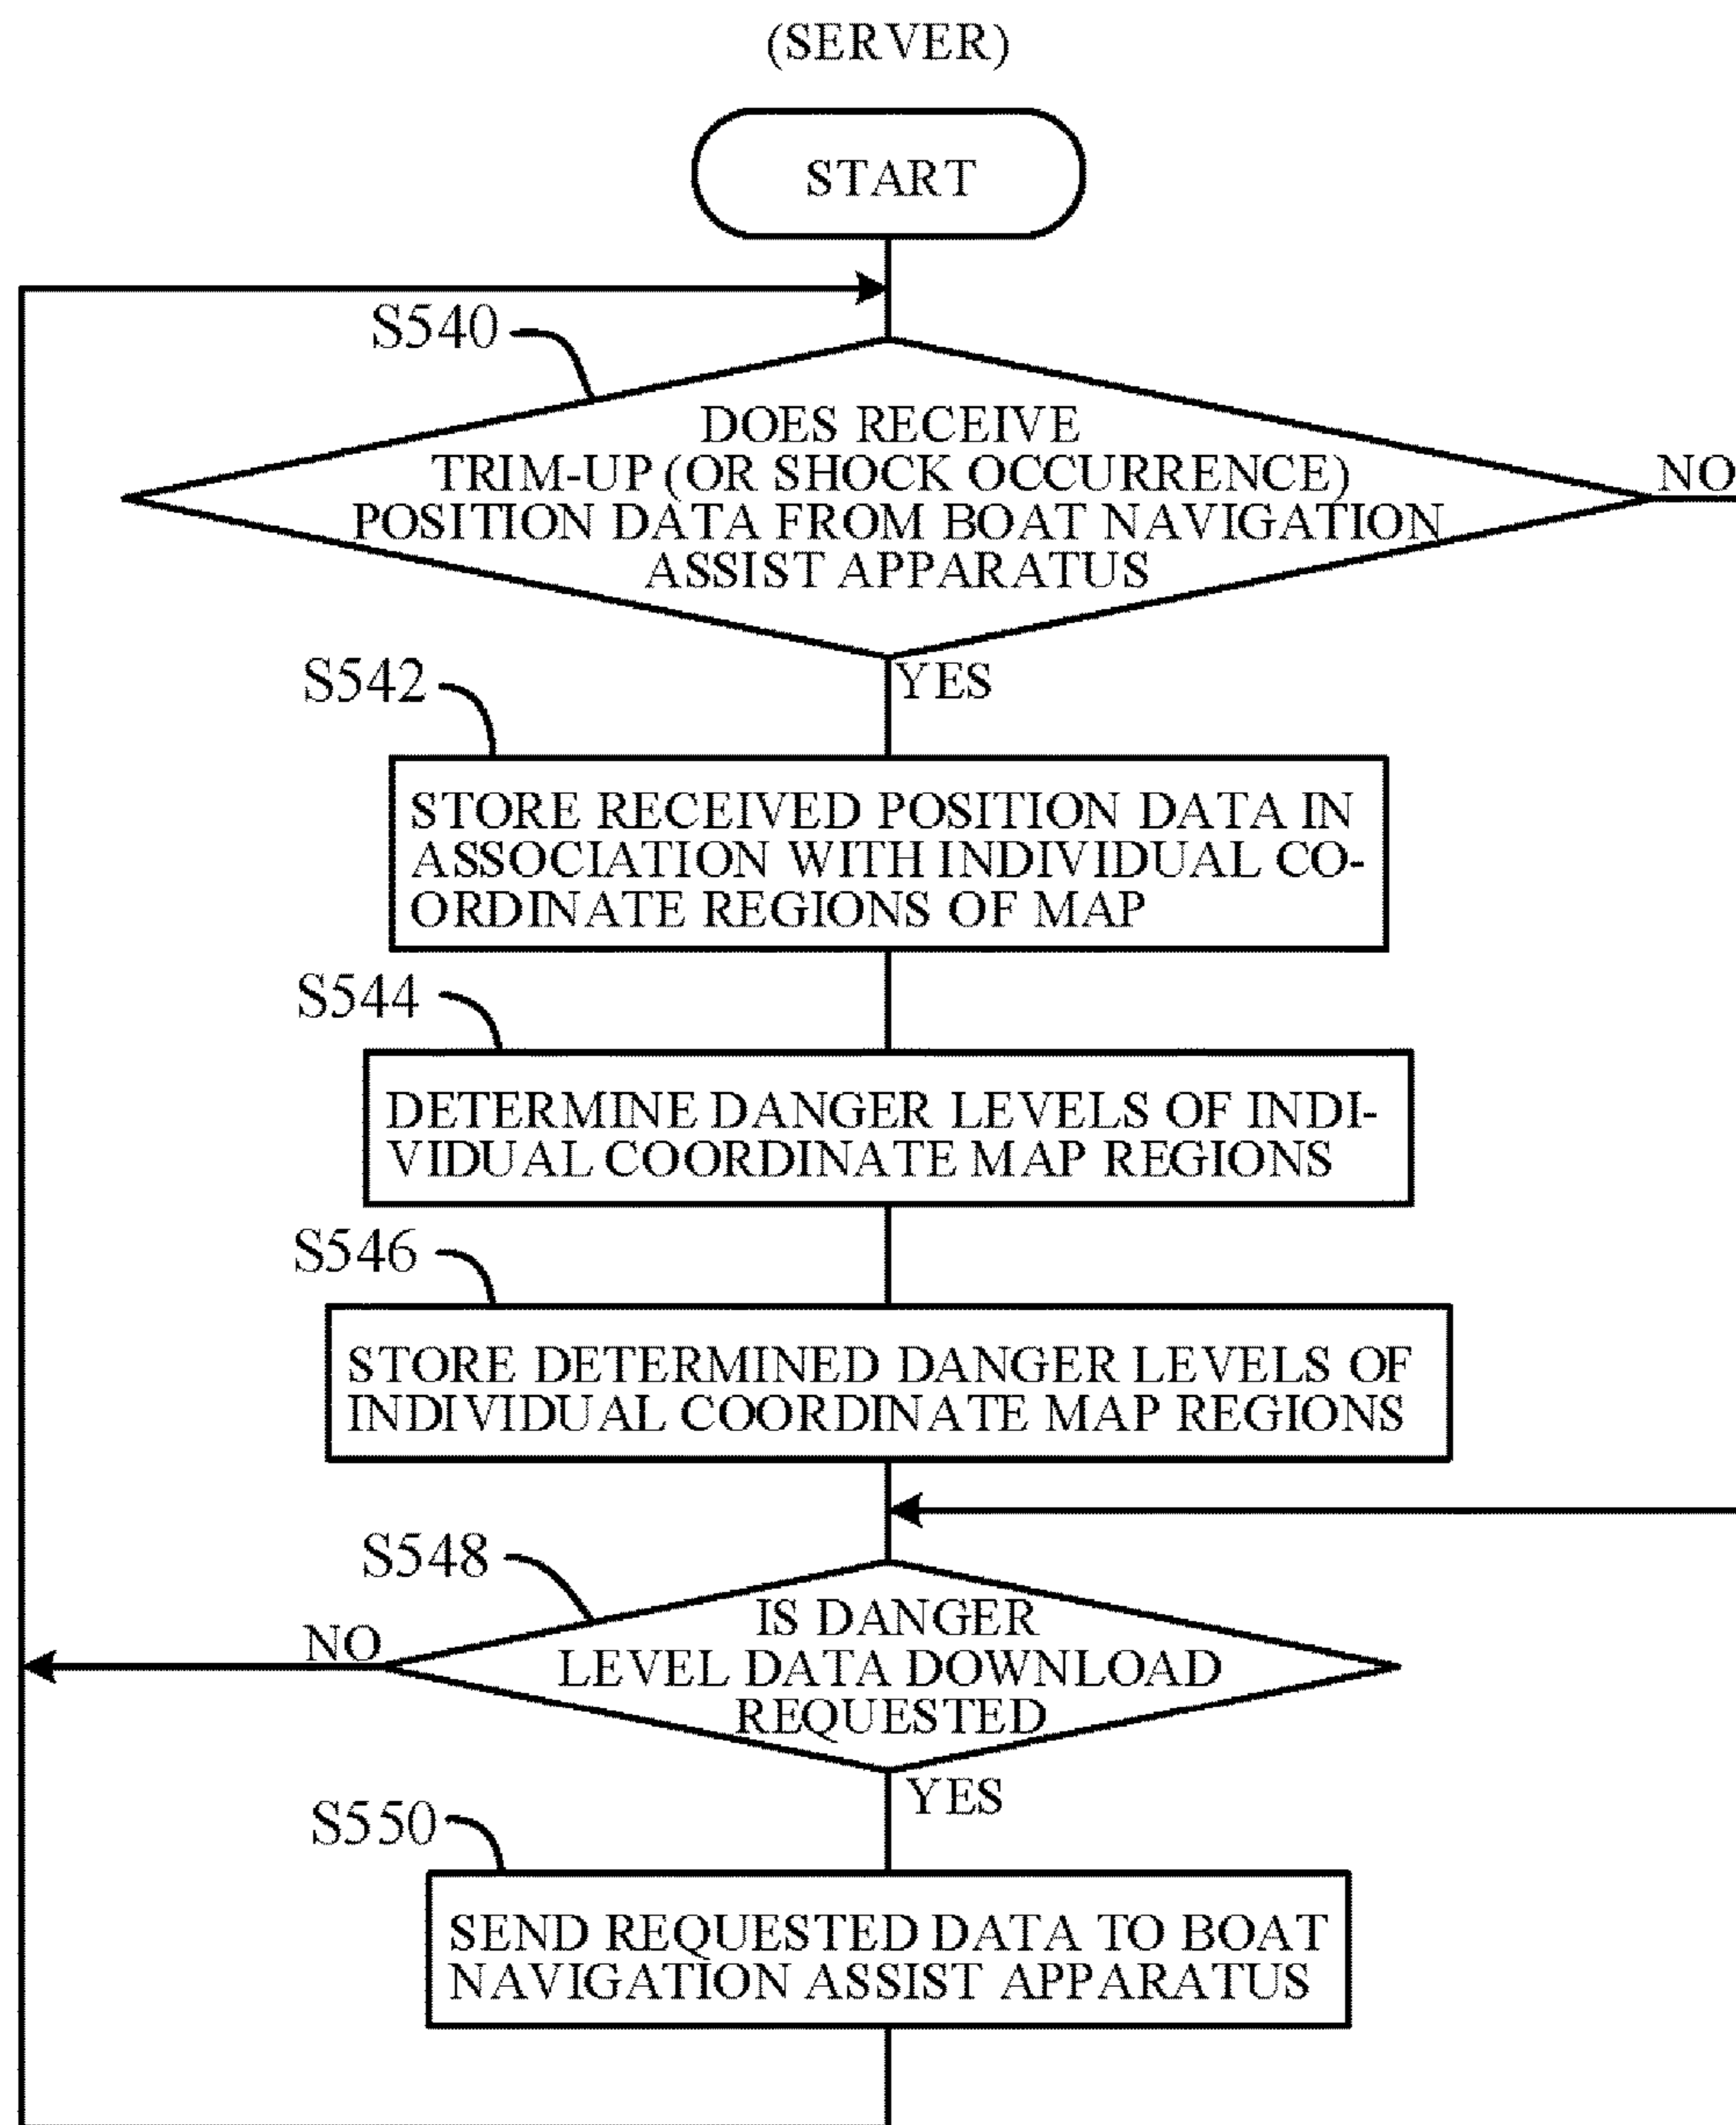 (SERVER)
START
S540
DOES RECEIVE
TRIM-UP (OR SHOCK OCCURRENCE)
POSITION DATA FROM BOAT NAVIGATION
ASSIST APPARATUS
NO
YES
S542
STORE RECEIVED POSITION DATA IN
ASSOCIATION WITH INDIVIDUAL CO-
ORDINATE REGIONS OF MAP
S544
DETERMINE DANGER LEVELS OF INDI-
VIDUAL COORDINATE MAP REGIONS
S546
STORE DETERMINED DANGER LEVELS OF
INDIVIDUAL COORDINATE MAP REGIONS
S548
IS DANGER
LEVEL DATA DOWNLOAD
REQUESTED
NO
YES
S550
SEND REQUESTED DATA TO BOAT
NAVIGATION ASSIST APPARATUS